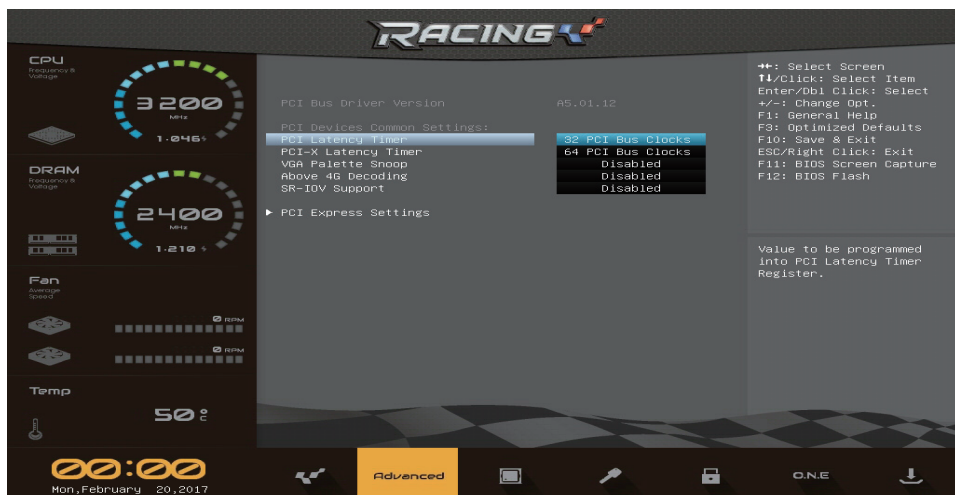 RACING
CPU
Frequency &
Voltage
3200
MHz
1.046V
DRAM
Frequency &
Voltage
2400
MHz
1.210 V
Fan
Average
Speed
0 RPM
0 RPM
Temp
50 °C
PCI Bus Driver Version A5.01.12
PCI Devices Common Settings:
PCI Latency Timer 32 PCI Bus Clocks
PCI-X Latency Timer 64 PCI Bus Clocks
VGA Palette Snoop Disabled
Above 4G Decoding Disabled
SR-IOV Support Disabled
▶ PCI Express Settings
→←: Select Screen
↑↓/Click: Select Item
Enter/Dbl Click: Select
+/-: Change Opt.
F1: General Help
F3: Optimized Defaults
F10: Save & Exit
ESC/Right Click: Exit
F11: BIOS Screen Capture
F12: BIOS Flash
Value to be programmed
into PCI Latency Timer
Register.
00:00
Mon,February 20,2017
Advanced
O.N.E